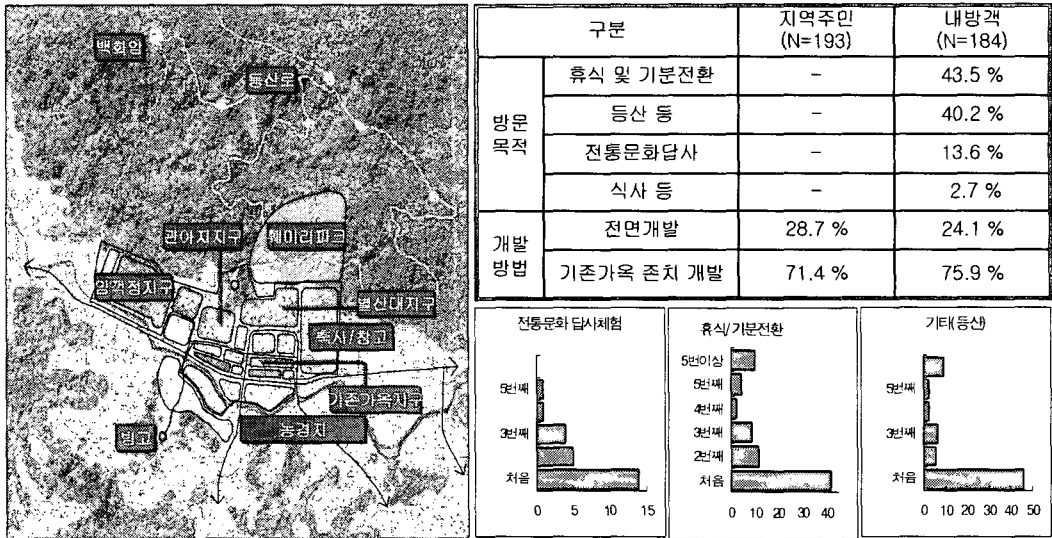 백화암
등산로
관아지지구
패미리파크
임꺽정지구
별산대지구
축사/창고
기존가옥지구
빙고
농경지
구분 지역주민 (N=193) 내방객 (N=184)
방문 목적 휴식 및 기분전환 - 43.5 %
등산 등 - 40.2 %
전통문화답사 - 13.6 %
식사 등 - 2.7 %
개발 방법 전면개발 28.7 % 24.1 %
기존가옥 존치 개발 71.4 % 75.9 %
전통문화 답사체험
5번째
3번째
처음
0 5 10 15
휴식/기분전환
5번이상
5번째
4번째
3번째
2번째
처음
0 10 20 30 40
기타(등산)
5번째
3번째
처음
0 10 20 30 40 50